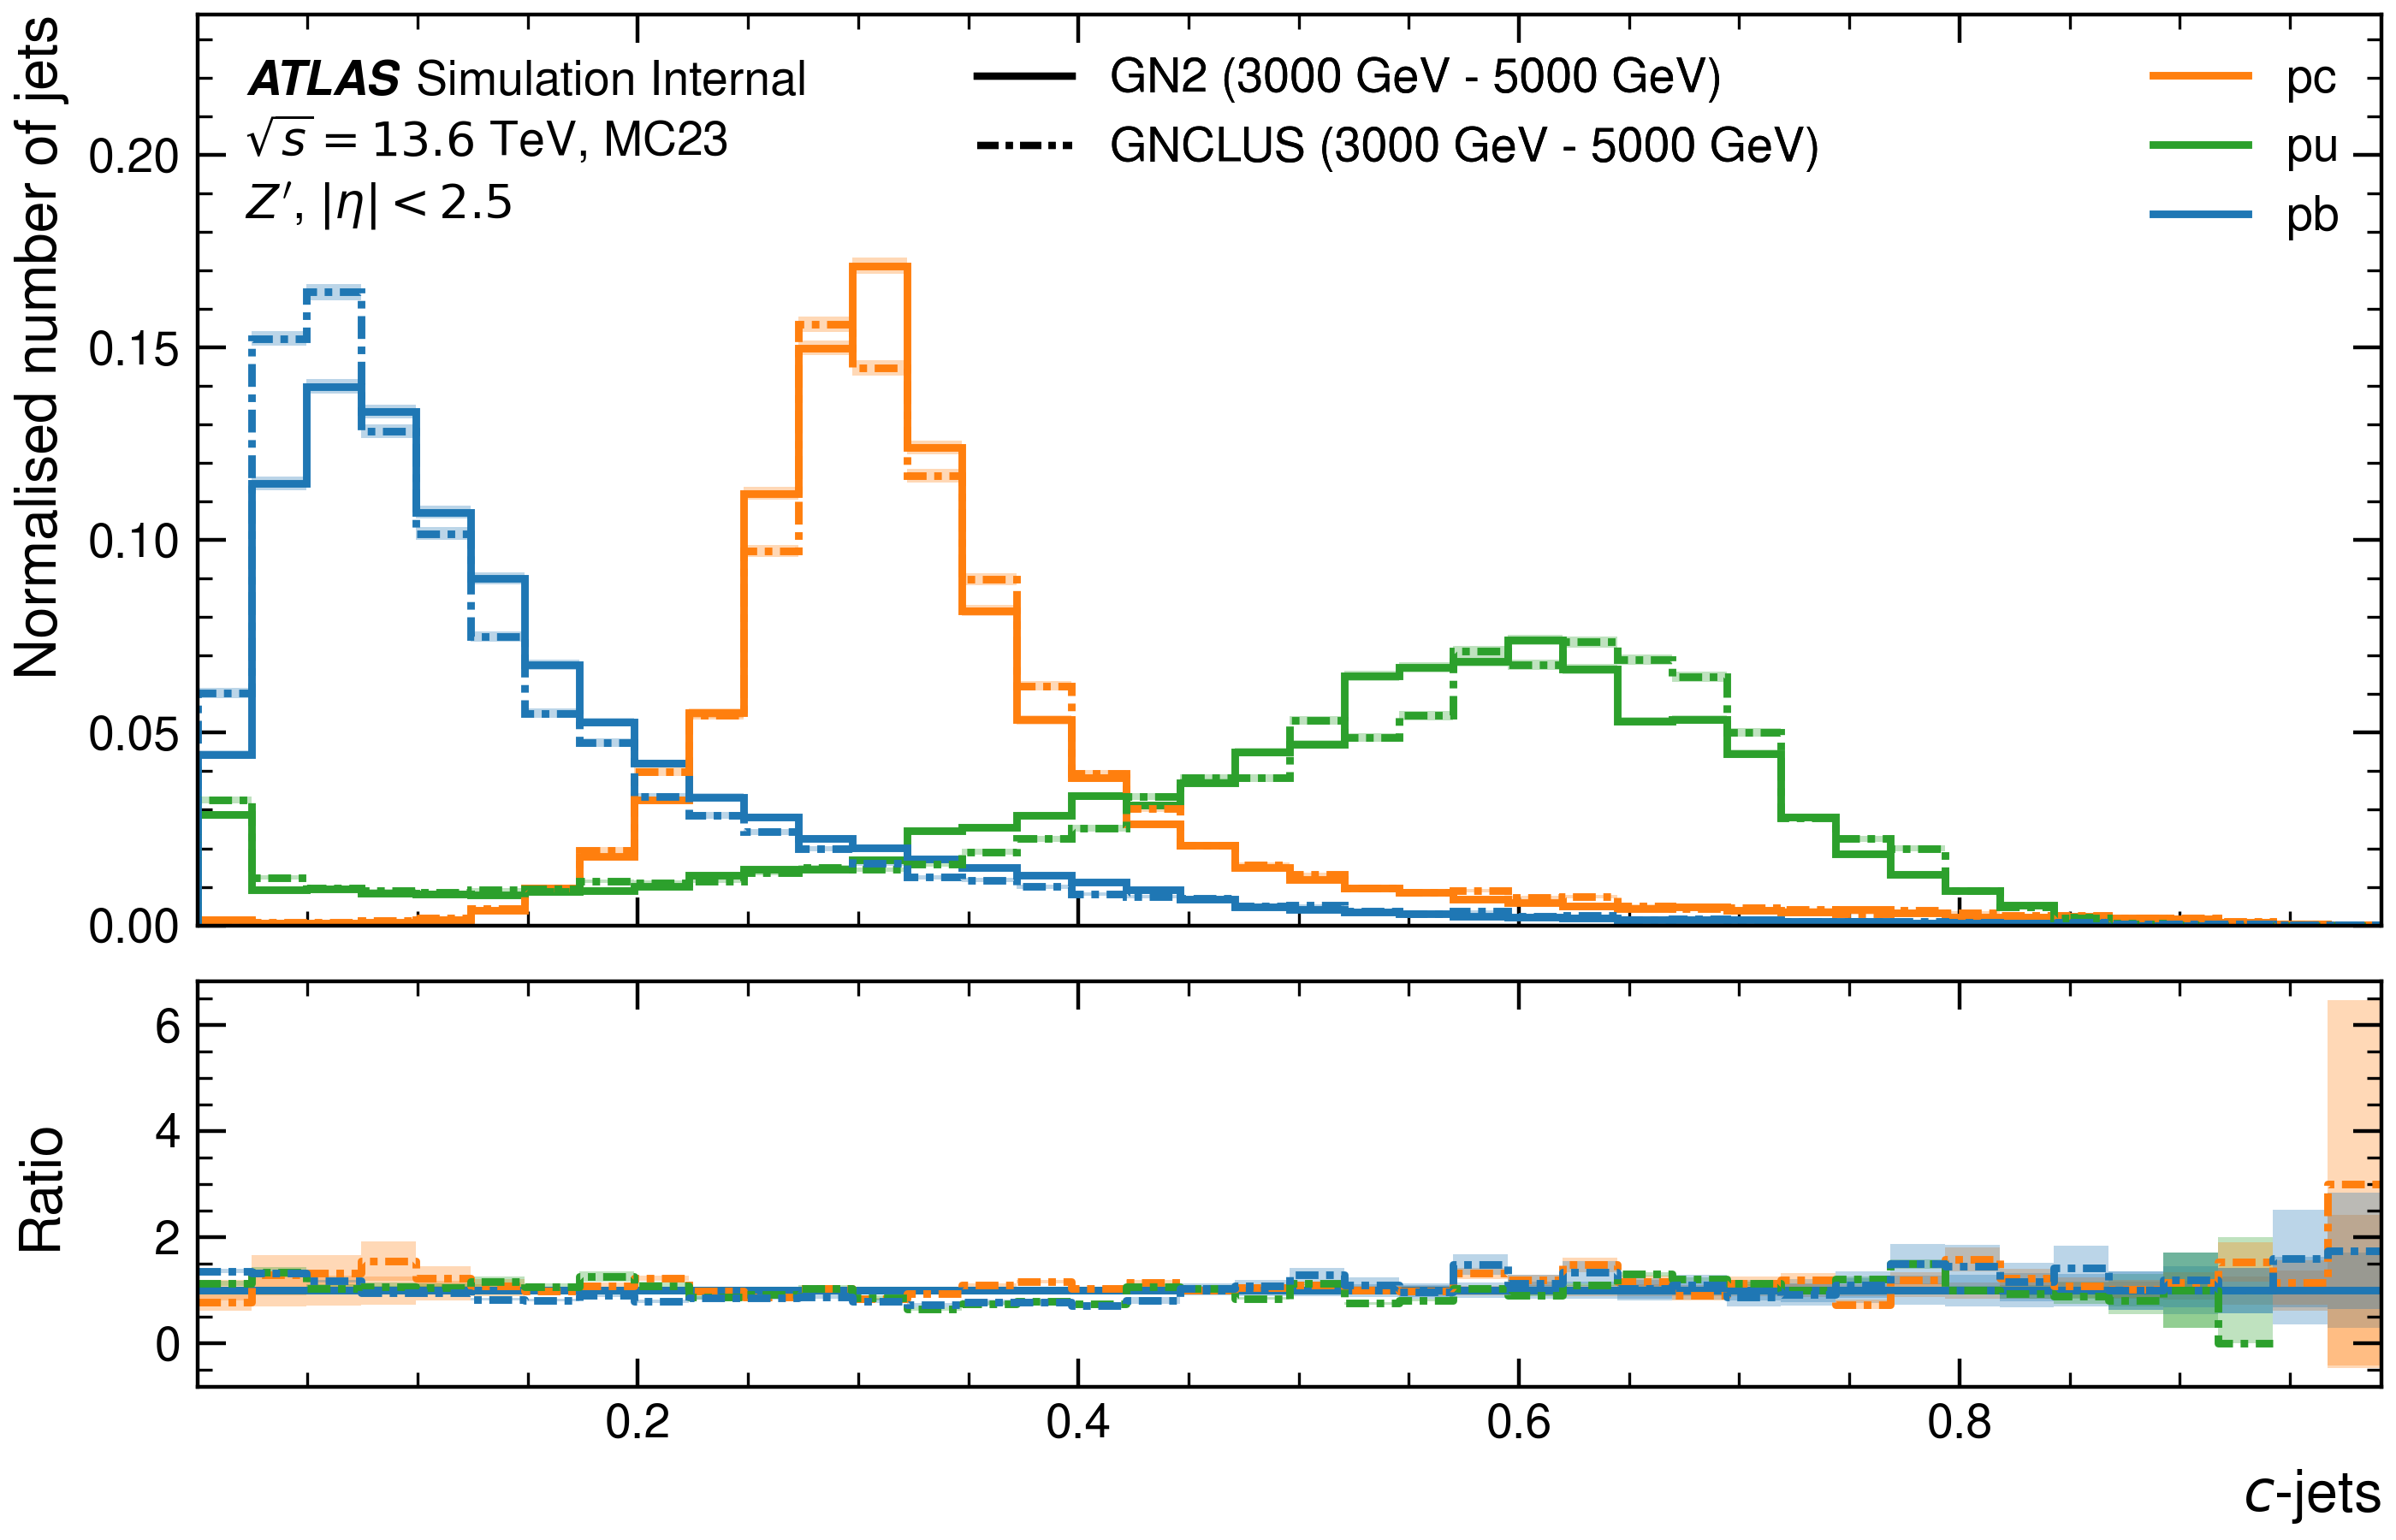 Normalised number of jets
ATLAS Simulation Internal
√s = 13.6 TeV, MC23
Z′, |η| < 2.5
GN2 (3000 GeV - 5000 GeV)
GNCLUS (3000 GeV - 5000 GeV)
pc
pu
pb
0.20
0.15
0.10
0.05
0.00
Ratio
6
4
2
0
0.2 0.4 0.6 0.8
c-jets